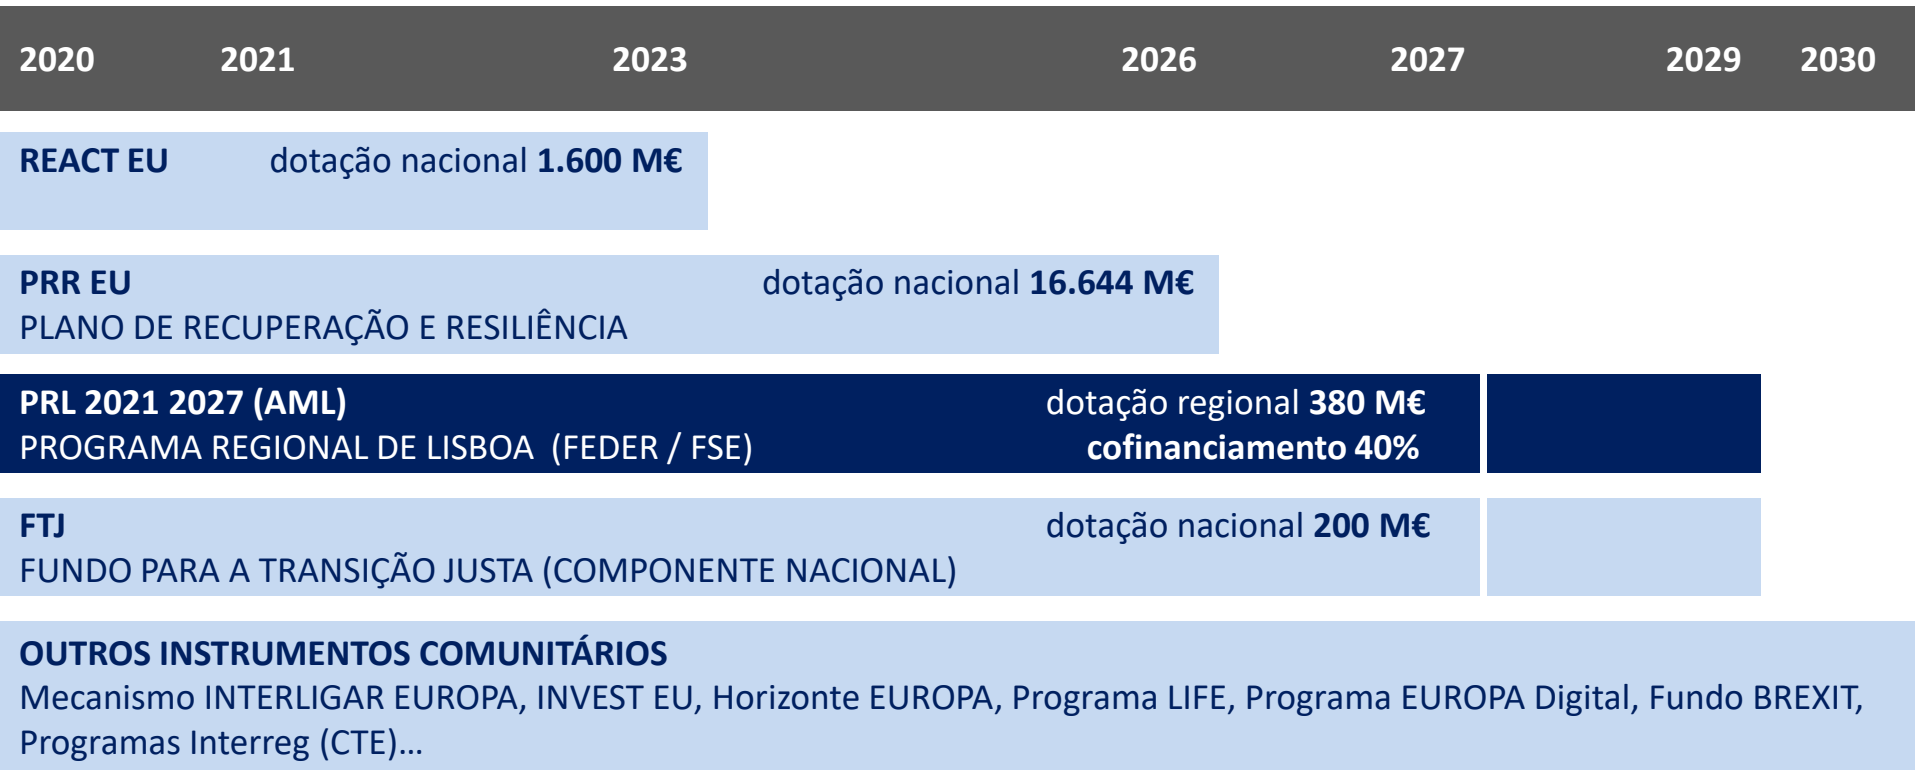 2020 2021 2023 2026 2027 2029 2030
REACT EU dotação nacional 1.600 M€
PRR EU dotação nacional 16.644 M€
PLANO DE RECUPERAÇÃO E RESILIÊNCIA
PRL 2021 2027 (AML) dotação regional 380 M€
PROGRAMA REGIONAL DE LISBOA (FEDER / FSE) cofinanciamento 40%
FTJ dotação nacional 200 M€
FUNDO PARA A TRANSIÇÃO JUSTA (COMPONENTE NACIONAL)
OUTROS INSTRUMENTOS COMUNITÁRIOS
Mecanismo INTERLIGAR EUROPA, INVEST EU, Horizonte EUROPA, Programa LIFE, Programa EUROPA Digital, Fundo BREXIT,
Programas Interreg (CTE)…